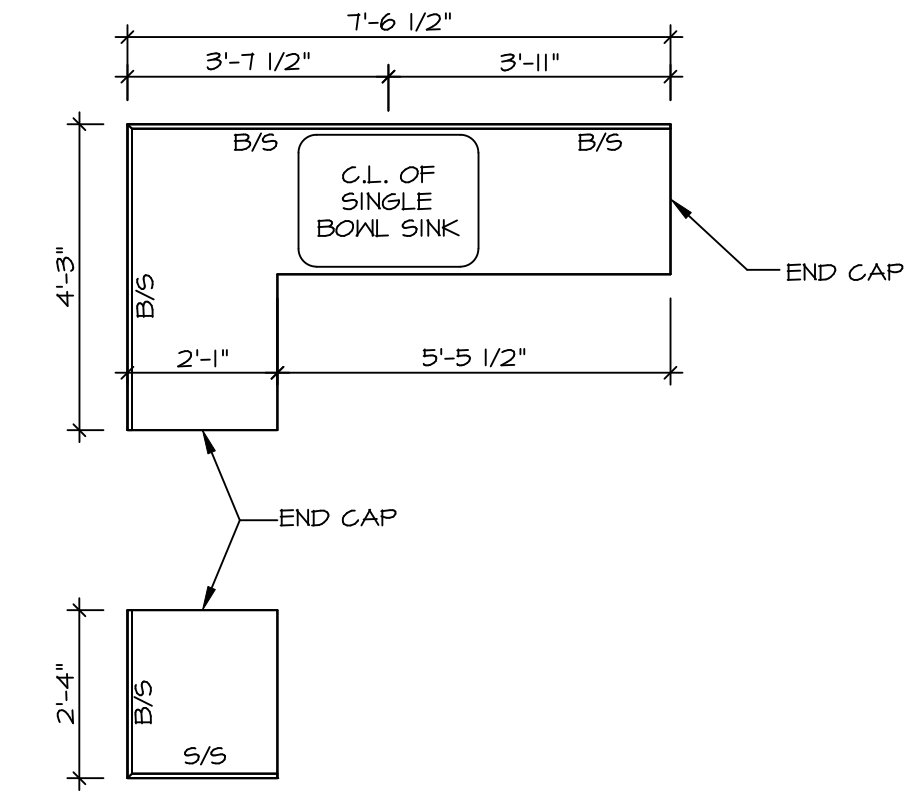 7'-6 1/2"
3'-7 1/2"
3'-11"
B/S
B/S
C.L. OF
SINGLE
BOWL SINK
4'-3"
B/S
END CAP
2'-1"
5'-5 1/2"
END CAP
2'-4"
B/S
S/S